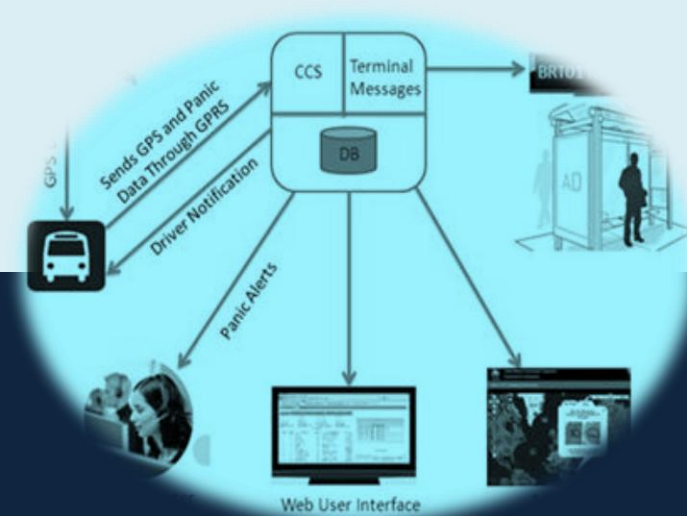 CCS
Terminal
Messages
BRT01
Sends GPS and Panic
Data Through GPRS
GPS
DB
AD
Driver Notification
Panic Alerts
Web User Interface